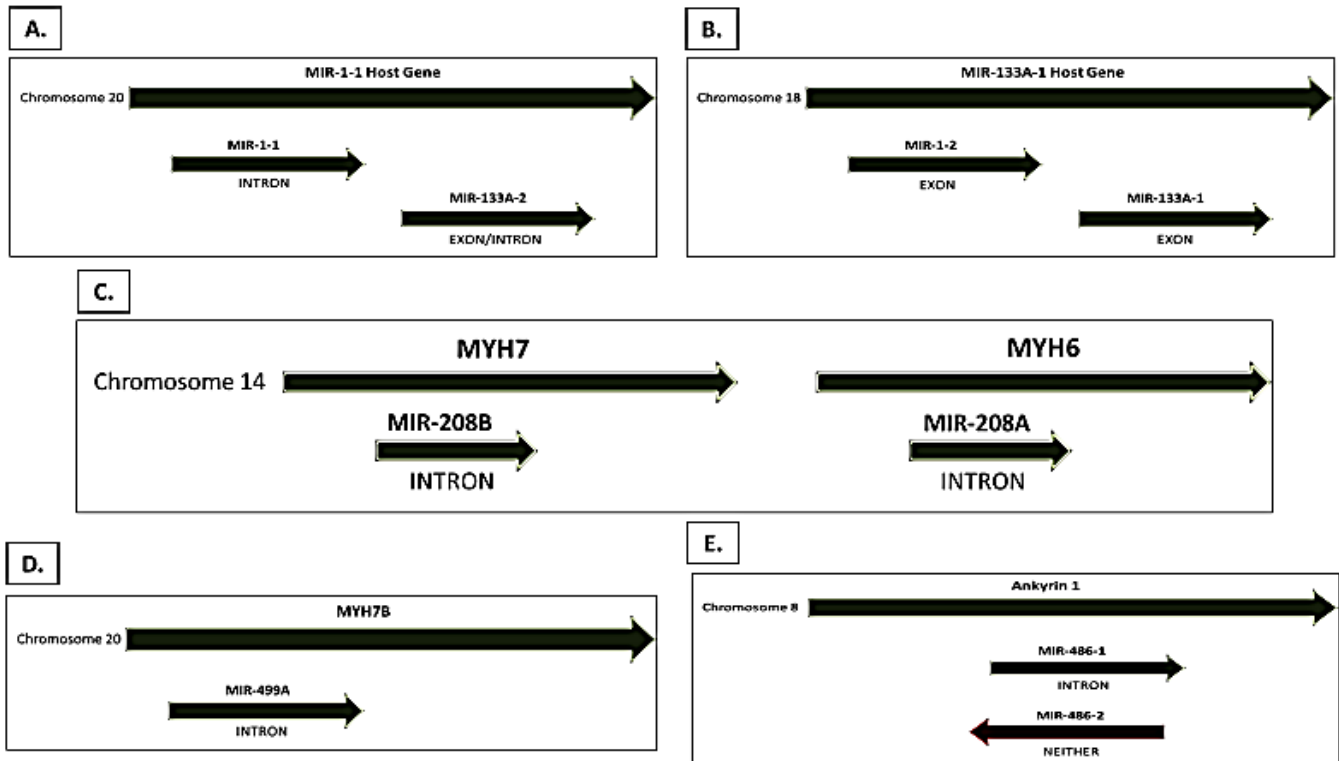 A.
MIR-1-1 Host Gene
Chromosome 20
MIR-1-1
INTRON
MIR-133A-2
EXON/INTRON
B.
MIR-133A-1 Host Gene
Chromosome 18
MIR-1-2
EXON
MIR-133A-1
EXON
C.
MYH7
MYH6
Chromosome 14
MIR-208B
MIR-208A
INTRON
INTRON
D.
MYH7B
Chromosome 20
MIR-499A
INTRON
E.
Ankyrin 1
Chromosome 8
MIR-486-1
INTRON
MIR-486-2
NEITHER